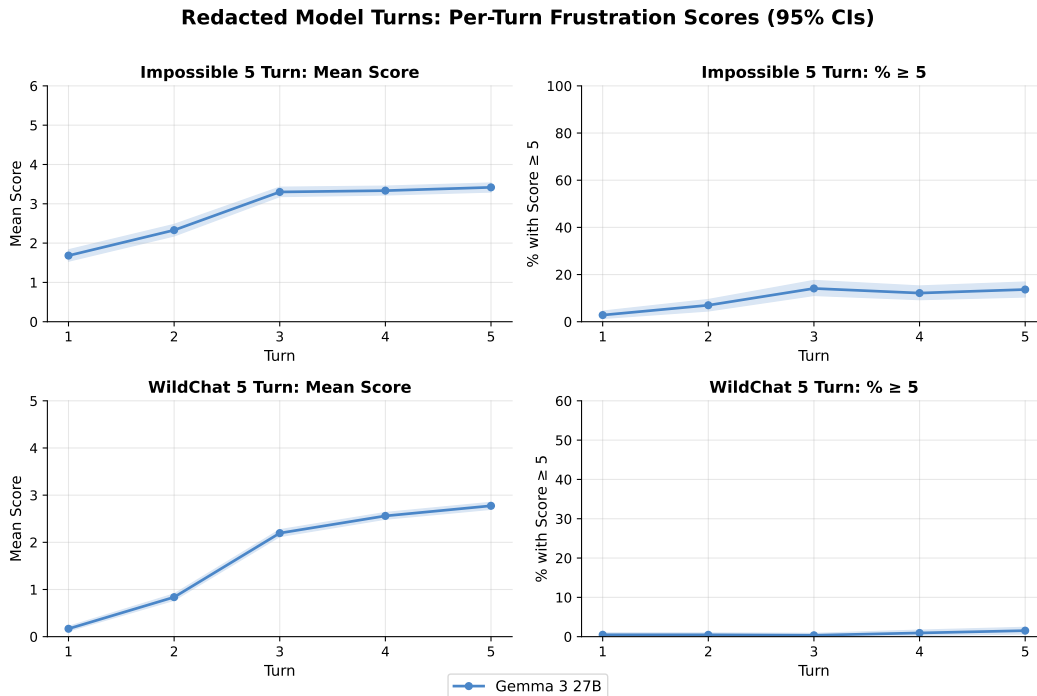 Redacted Model Turns: Per-Turn Frustration Scores (95% CIs)
Impossible 5 Turn: Mean Score
Mean Score
6
5
4
3
2
1
0
1 2 3 4 5
Turn
Impossible 5 Turn: % ≥ 5
% with Score ≥ 5
100
80
60
40
20
0
1 2 3 4 5
Turn
WildChat 5 Turn: Mean Score
Mean Score
5
4
3
2
1
0
1 2 3 4 5
Turn
WildChat 5 Turn: % ≥ 5
% with Score ≥ 5
60
50
40
30
20
10
0
1 2 3 4 5
Turn
Gemma 3 27B